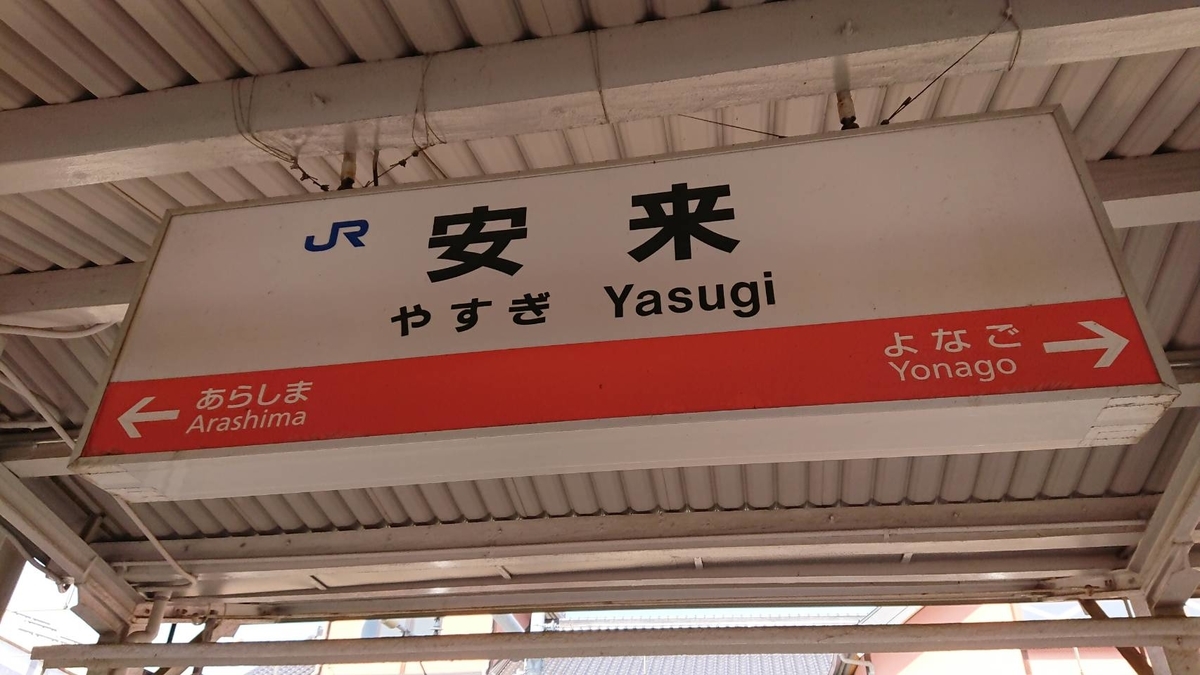 JR 安来
やすぎ Yasugi
あらしま
Arashima
よなご
Yonago